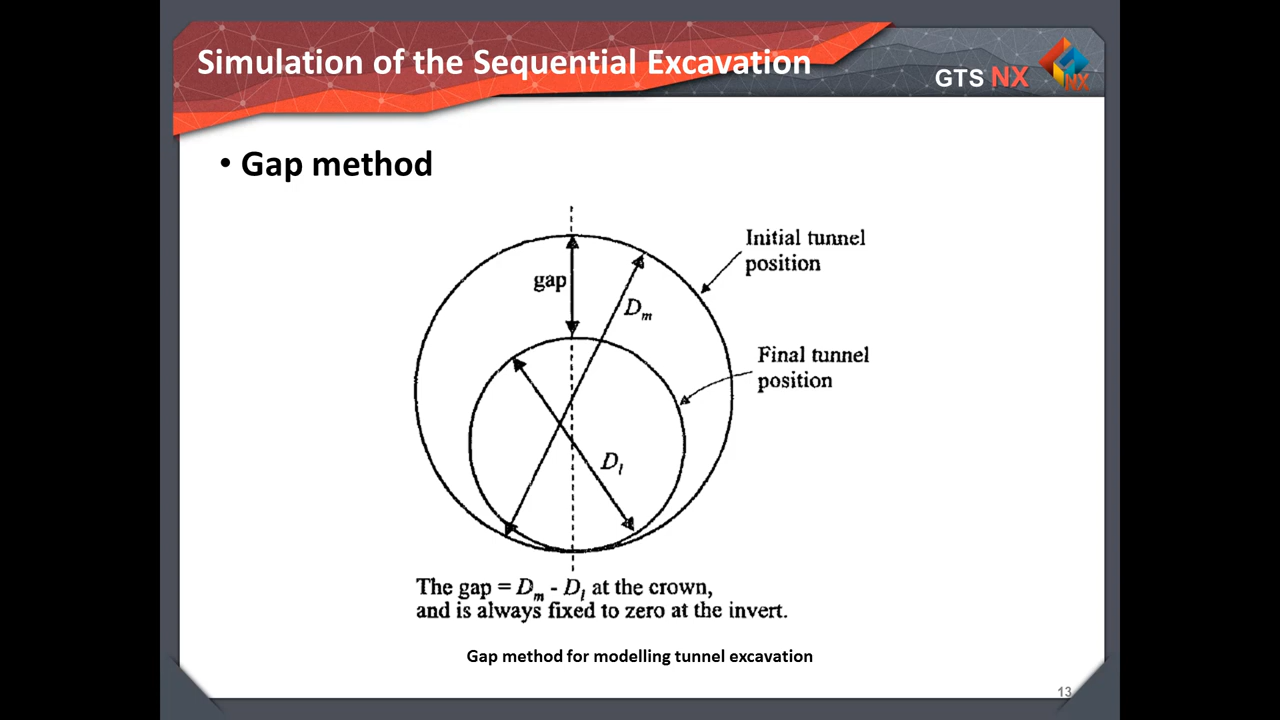 Simulation of the Sequential Excavation
GTS NX
NX
• Gap method
Initial tunnel
position
gap
Dm
Final tunnel
position
Dl
The gap = Dm - Dl at the crown,
and is always fixed to zero at the invert.
Gap method for modelling tunnel excavation
13